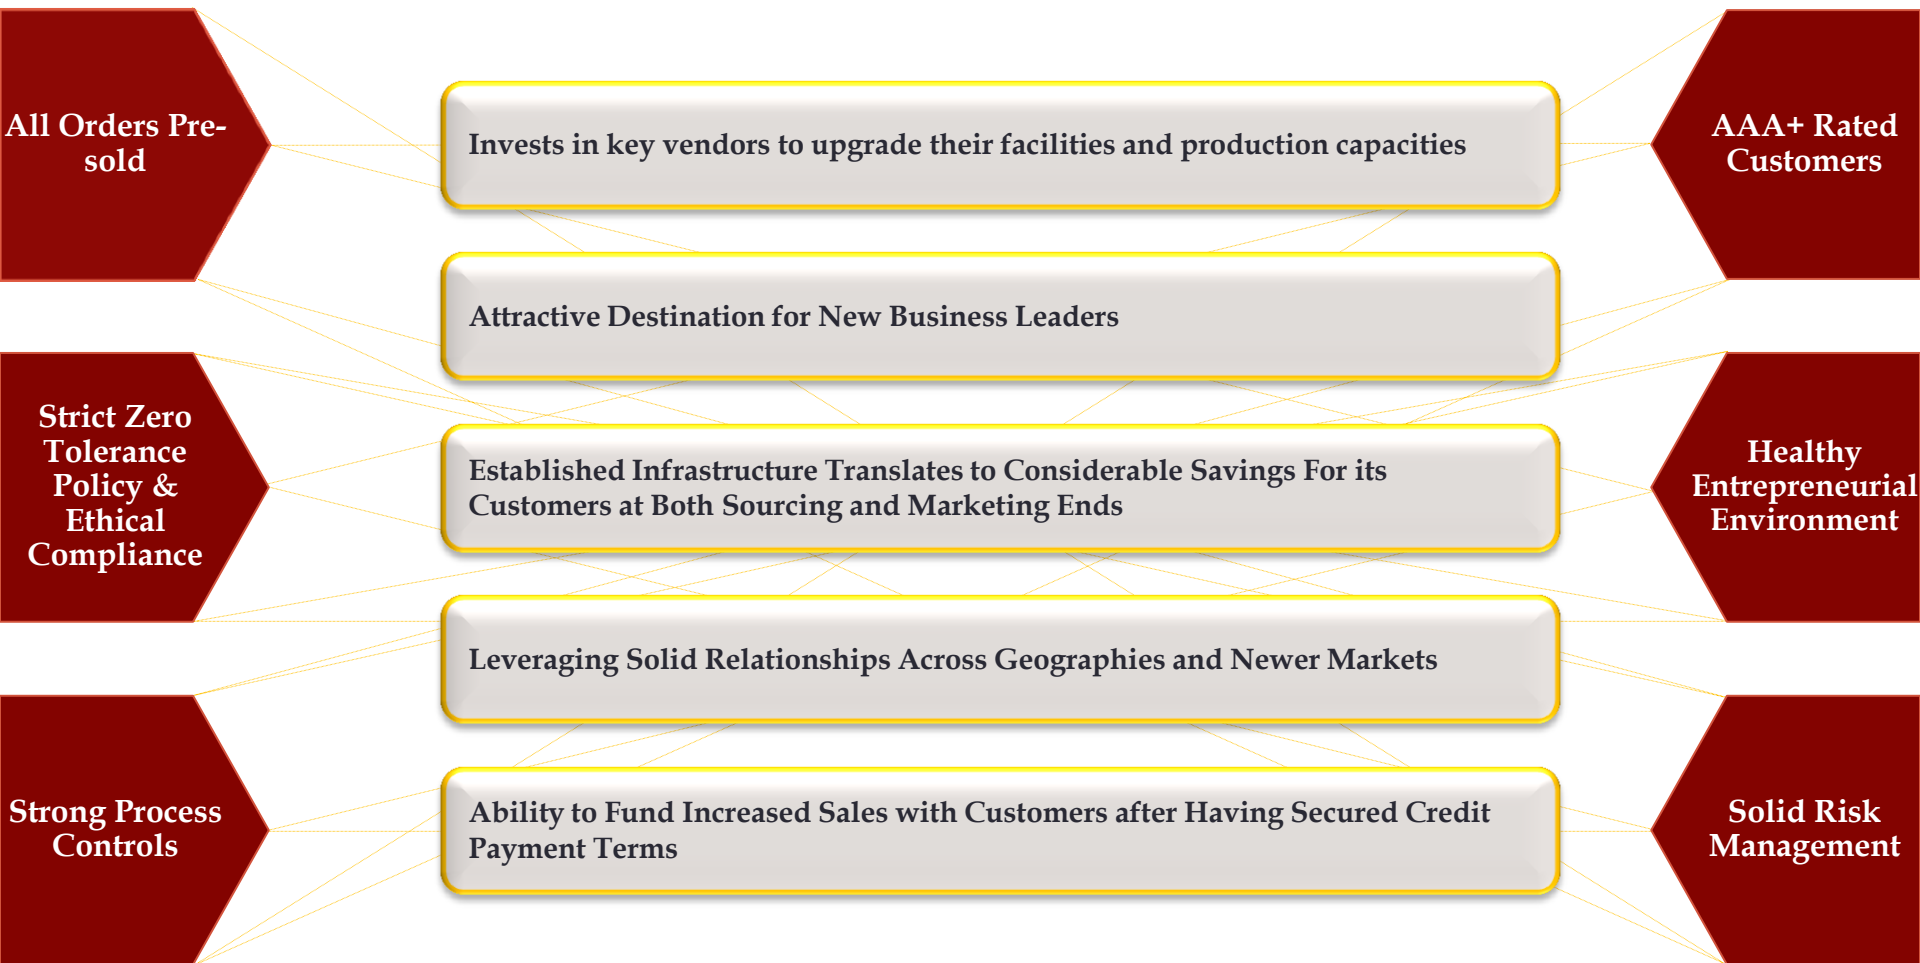 All Orders Pre-
sold
Strict Zero
Tolerance
Policy &
Ethical
Compliance
Strong Process
Controls
Invests in key vendors to upgrade their facilities and production capacities
Attractive Destination for New Business Leaders
Established Infrastructure Translates to Considerable Savings For its
Customers at Both Sourcing and Marketing Ends
Leveraging Solid Relationships Across Geographies and Newer Markets
Ability to Fund Increased Sales with Customers after Having Secured Credit
Payment Terms
AAA+ Rated
Customers
Healthy
Entrepreneurial
Environment
Solid Risk
Management